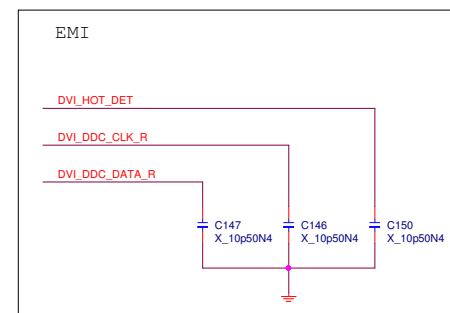 EMI
DVI_HOT_DET
DVI_DDC_CLK_R
DVI_DDC_DATA_R
C147
X_10p50N4
C146
X_10p50N4
C150
X_10p50N4